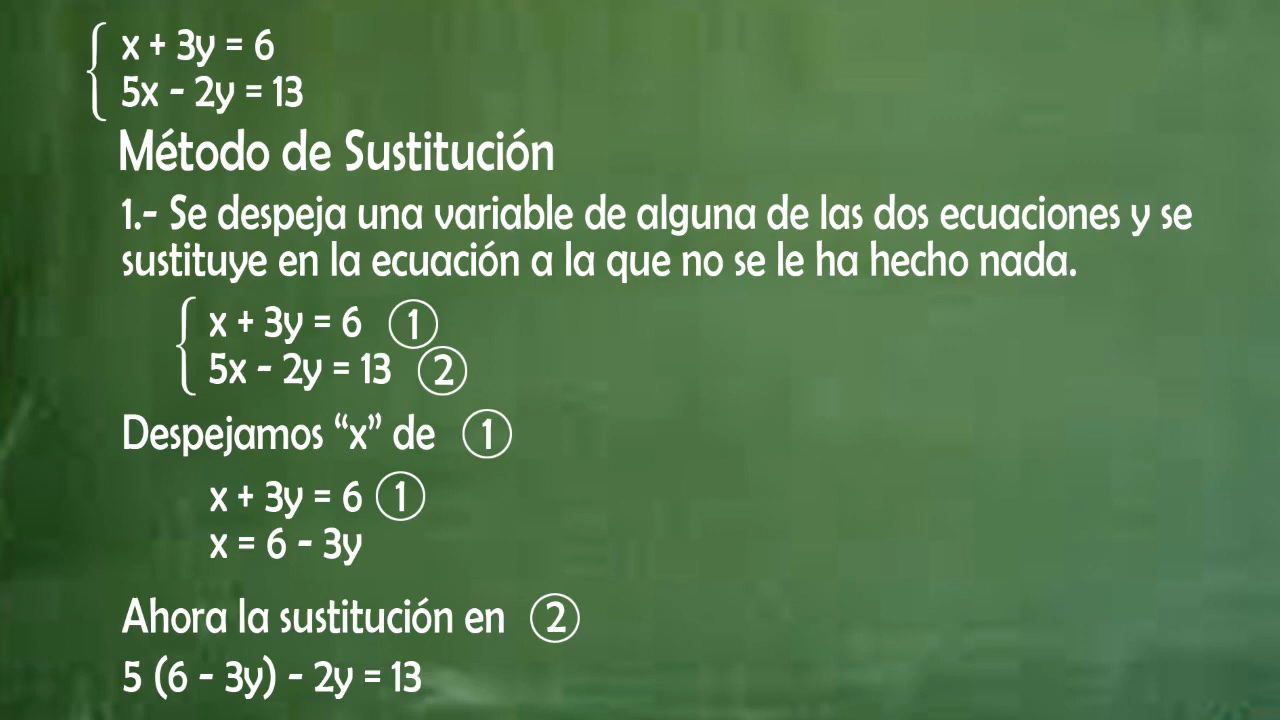 x + 3y = 6
5x - 2y = 13
Método de Sustitución
1.- Se despeja una variable de alguna de las dos ecuaciones y se
sustituye en la ecuación a la que no se le ha hecho nada.
x + 3y = 6 ①
5x - 2y = 13 ②
Despejamos “x” de ①
x + 3y = 6 ①
x = 6 - 3y
Ahora la sustitución en ②
5 (6 - 3y) - 2y = 13